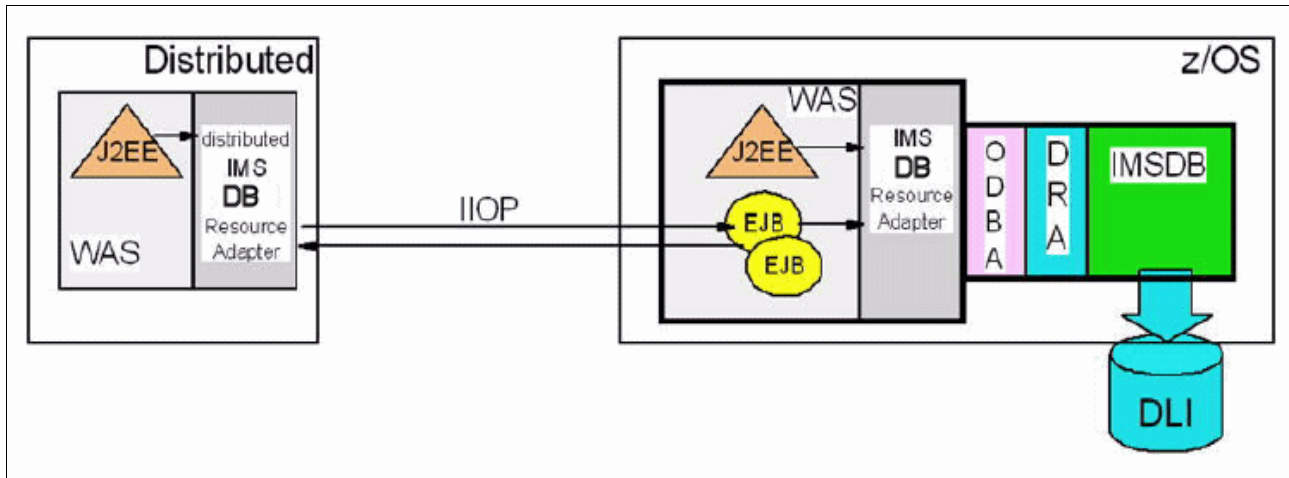 Distributed
J2EE
WAS
distributed
IMS
DB
Resource
Adapter
IIOP
z/OS
WAS
J2EE
EJB
EJB
IMS
DB
Resource
Adapter
O
D
B
A
D
R
A
IMSDB
DLI